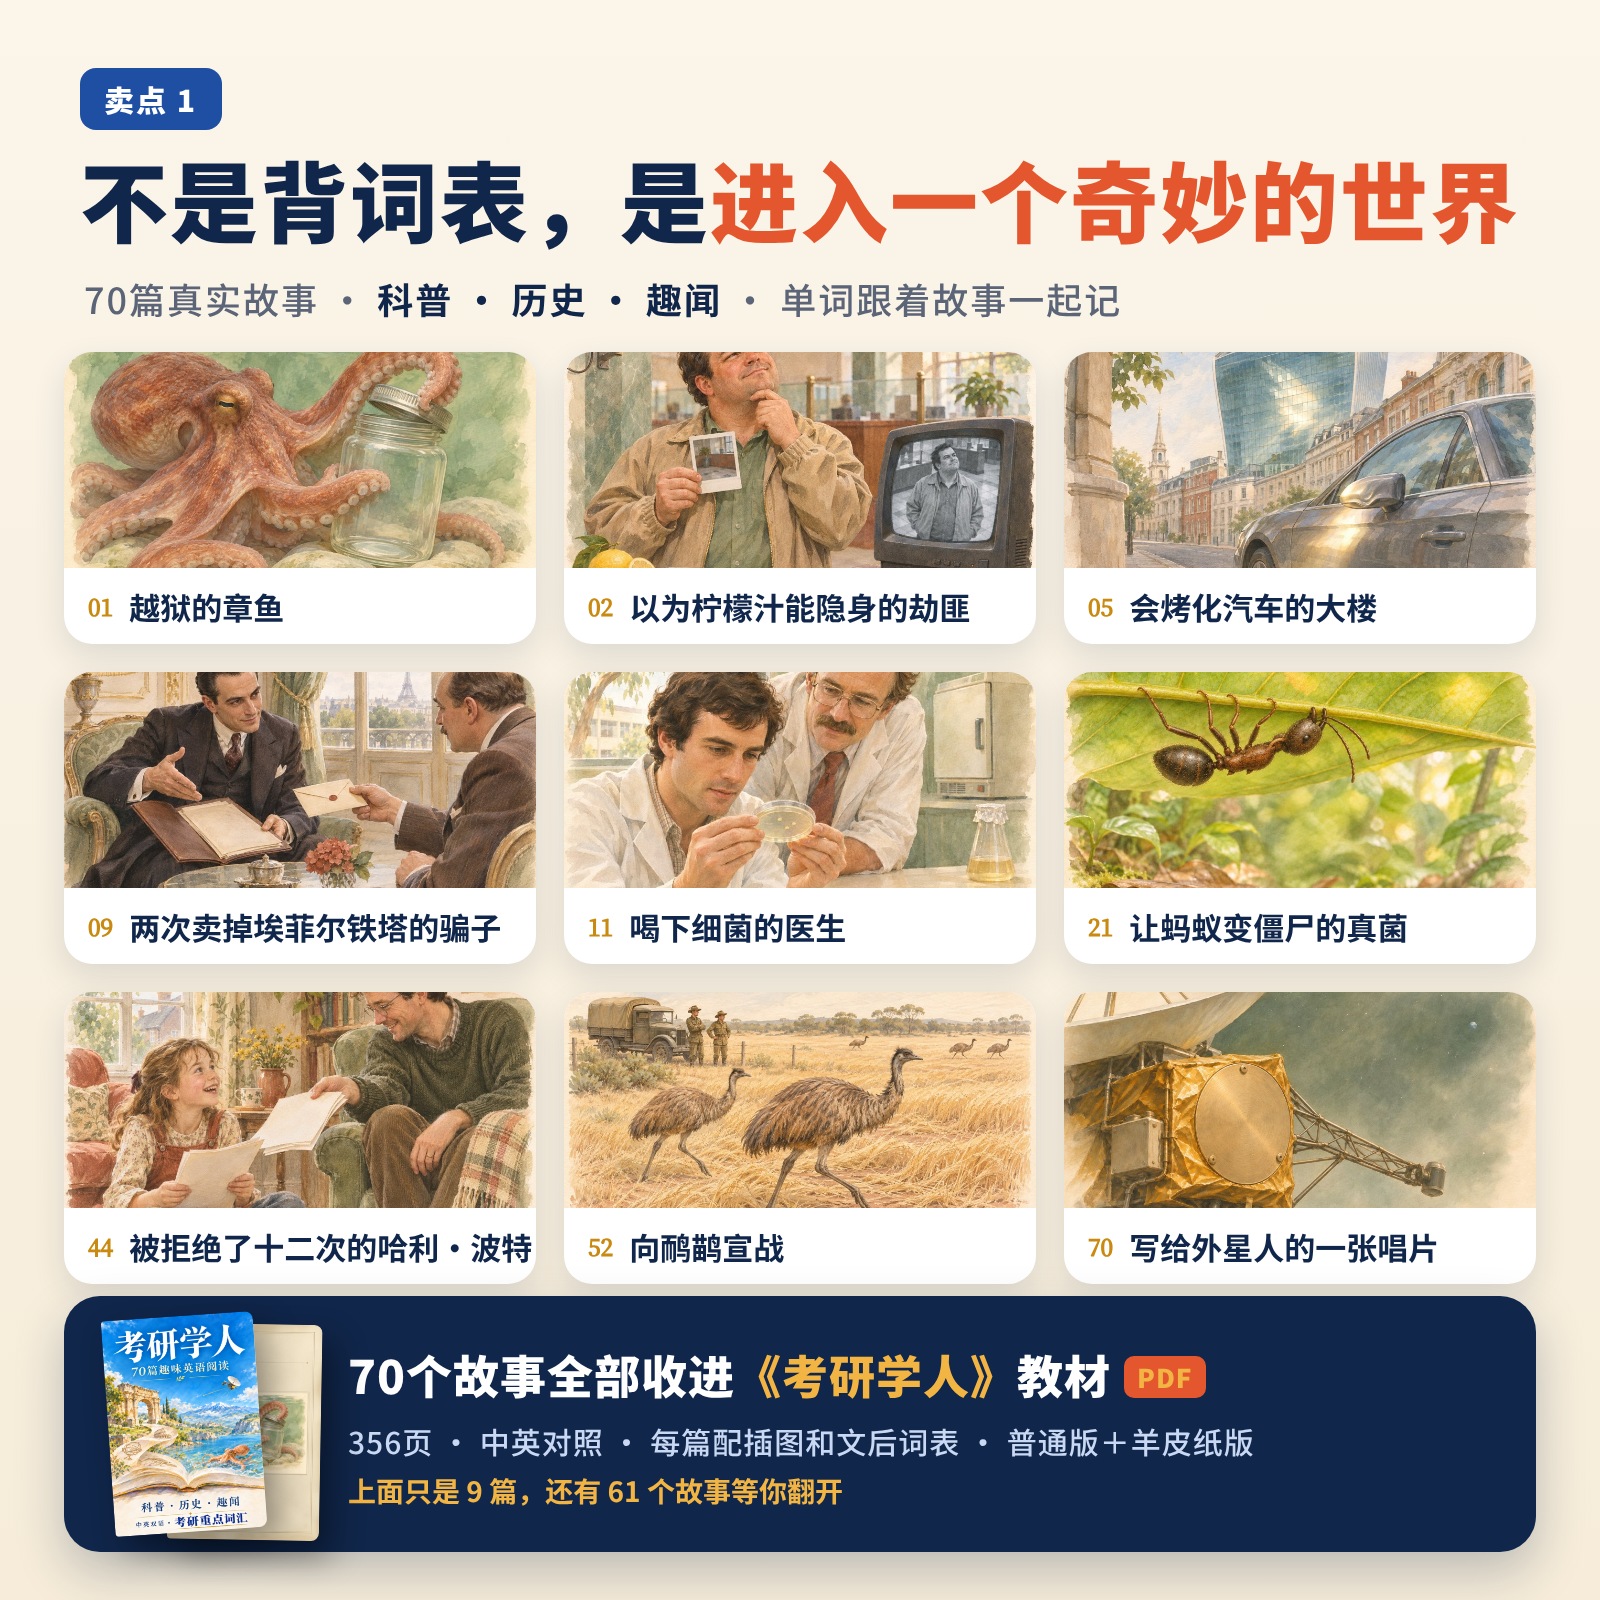 卖点 1
不是背词表，是进入一个奇妙的世界
70篇真实故事 · 科普 · 历史 · 趣闻 · 单词跟着故事一起记
01 越狱的章鱼
02 以为柠檬汁能隐身的劫匪
05 会烤化汽车的大楼
09 两次卖掉埃菲尔铁塔的骗子
11 喝下细菌的医生
21 让蚂蚁变僵尸的真菌
44 被拒绝了十二次的哈利·波特
52 向鸸鹋宣战
70 写给外星人的一张唱片
考研学人
70篇趣味英语阅读
科普·历史·趣闻
中英双语·考研重点词汇
70个故事全部收进《考研学人》教材 PDF
356页 · 中英对照 · 每篇配插图和文后词表 · 普通版＋羊皮纸版
上面只是 9 篇，还有 61 个故事等你翻开